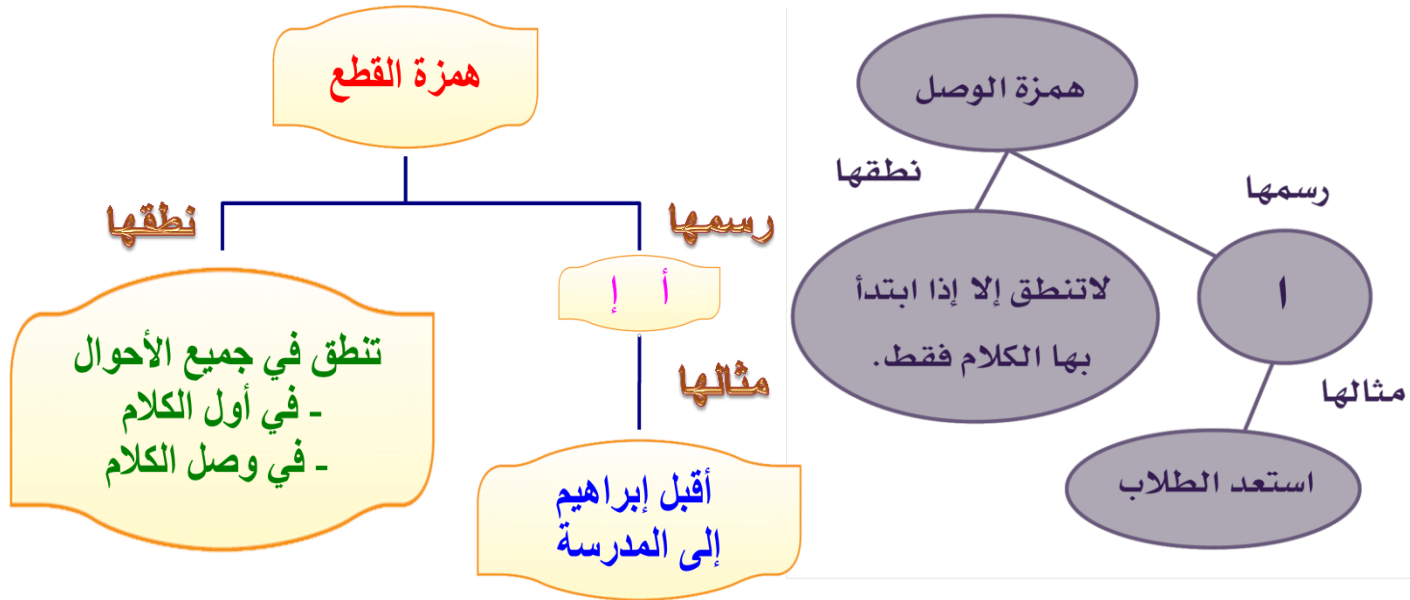 همزة الوصل
نطقها
رسمها
لاتنطق إلا إذا ابتدأ
بها الكلام فقط.
ا
مثالها
استعد الطلاب
همزة القطع
رسمها
نطقها
أ إ
مثالها
أقبل إبراهيم
إلى المدرسة
تنطق في جميع الأحوال
- في أول الكلام
- في وصل الكلام